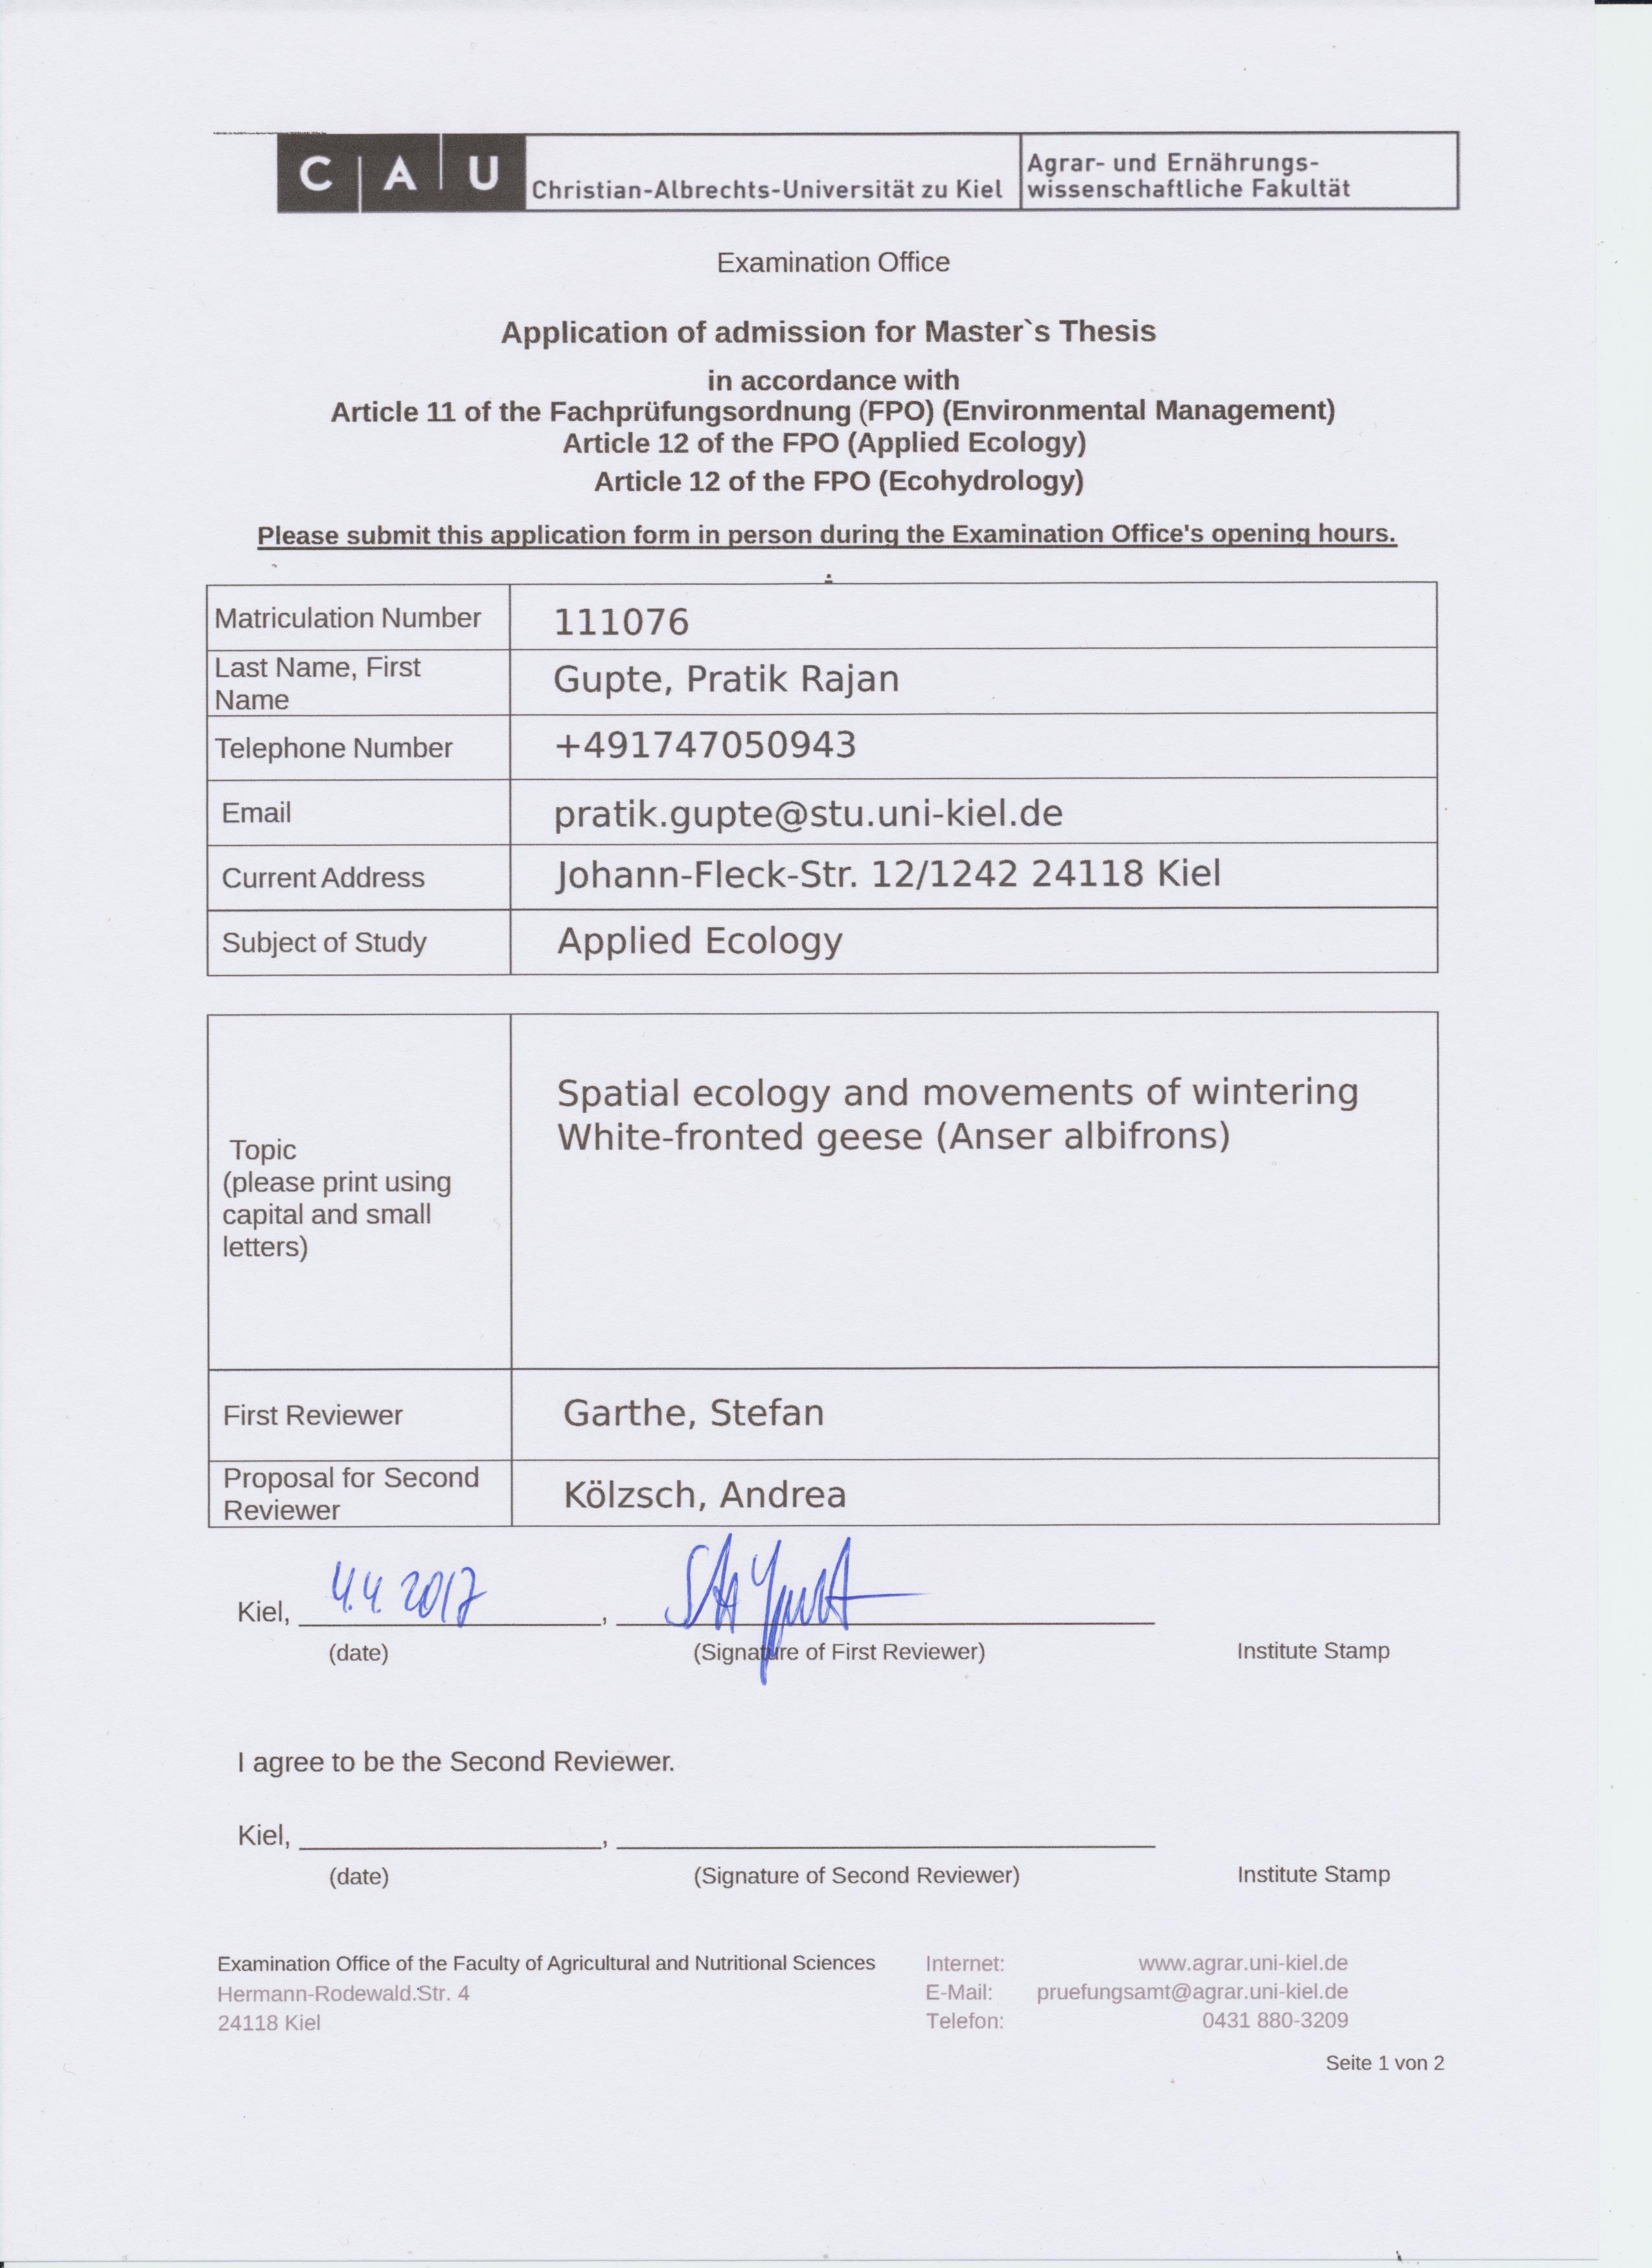 C A U
Christian-Albrechts-Universität zu Kiel
Agrar- und Ernährungs-
wissenschaftliche Fakultät
Examination Office
Application of admission for Master`s Thesis
in accordance with
Article 11 of the Fachprüfungsordnung (FPO) (Environmental Management)
Article 12 of the FPO (Applied Ecology)
Article 12 of the FPO (Ecohydrology)
Please submit this application form in person during the Examination Office's opening hours.
.
Matriculation Number 111076
Last Name, First
Name
Gupte, Pratik Rajan
Telephone Number +491747050943
Email pratik.gupte@stu.uni-kiel.de
Current Address Johann-Fleck-Str. 12/1242 24118 Kiel
Subject of Study Applied Ecology
Topic
(please print using
capital and small
letters)
Spatial ecology and movements of wintering
White-fronted geese (Anser albifrons)
First Reviewer Garthe, Stefan
Proposal for Second
Reviewer
Kölzsch, Andrea
Kiel, 4.4.2017 ,
(date) (Signature of First Reviewer) Institute Stamp
I agree to be the Second Reviewer.
Kiel, ,
(date) (Signature of Second Reviewer) Institute Stamp
Examination Office of the Faculty of Agricultural and Nutritional Sciences
Hermann-Rodewald.Str. 4
24118 Kiel
Internet: www.agrar.uni-kiel.de
E-Mail: pruefungsamt@agrar.uni-kiel.de
Telefon: 0431 880-3209
Seite 1 von 2